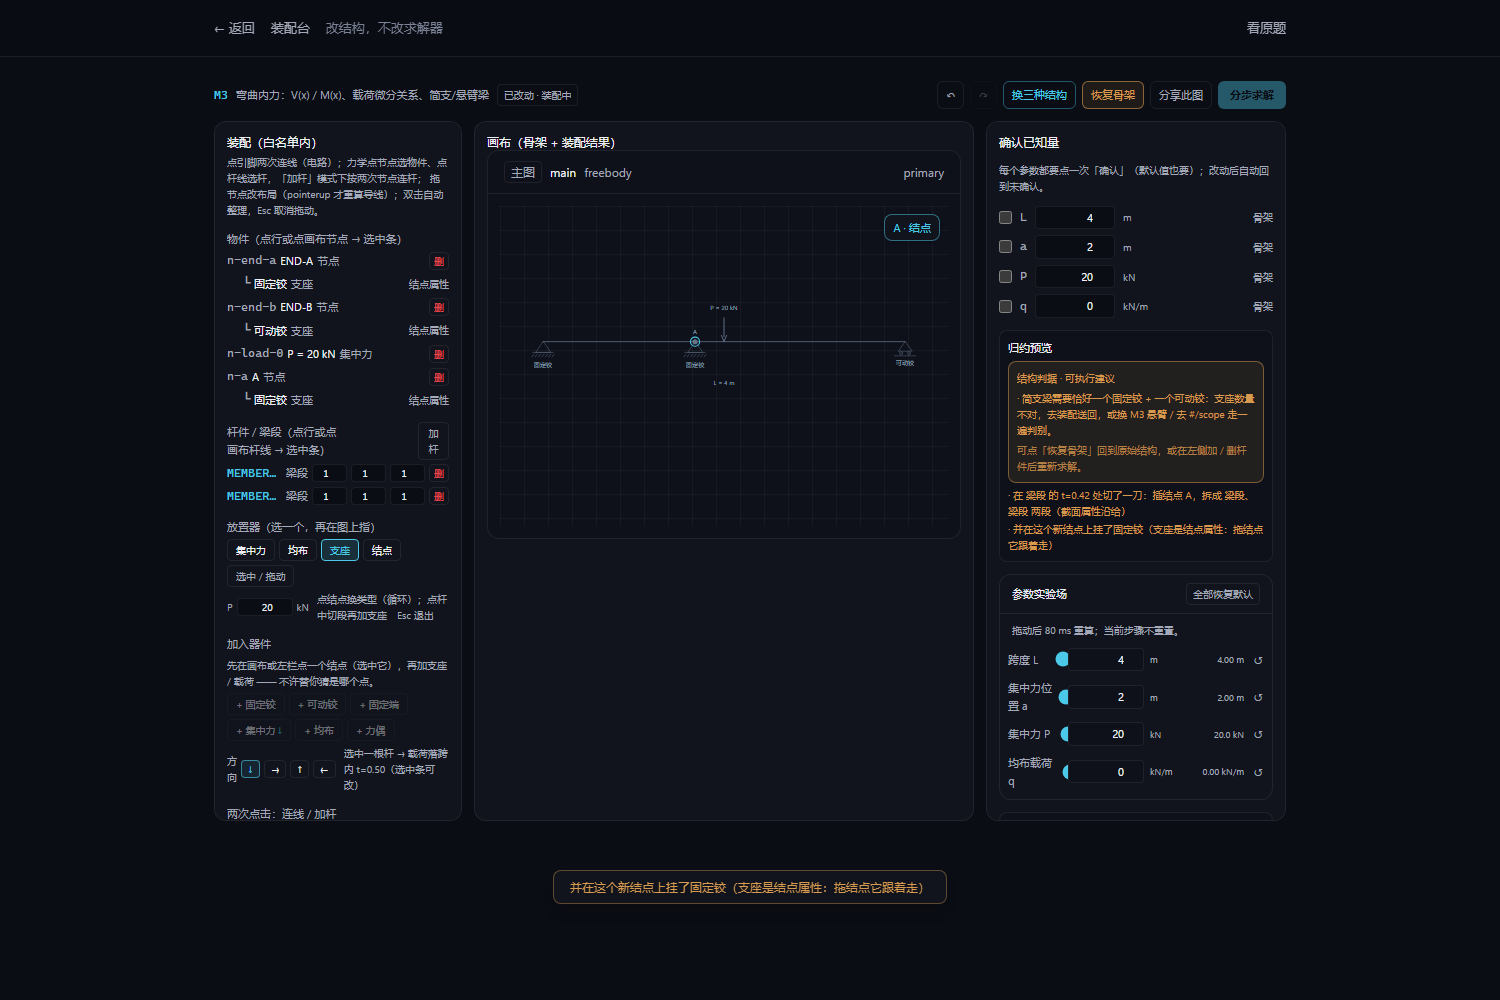 ← 返回 装配台 改结构，不改求解器 看原题
M3 弯曲内力：V(x) / M(x)、载荷微分关系、简支/悬臂梁 已改动 · 装配中 ↶ ↷ 换三种结构 恢复骨架 分享此图 分步求解
装配（白名单内）
点引脚两次连线（电路）；力学点节点选物件、点
杆线选杆，「加杆」模式下按两次节点连杆；拖
节点改布局（pointerup 才重算导线）；双击自动
整理，Esc 取消拖动。
物件（点行或点画布节点 → 选中条）
n-end-a END-A 节点 删
└ 固定铰 支座 结点属性
n-end-b END-B 节点 删
└ 可动铰 支座 结点属性
n-load-0 P = 20 kN 集中力 删
n-a A 节点 删
└ 固定铰 支座 结点属性
杆件 / 梁段（点行或点
画布杆线 → 选中条）
加
杆
MEMBER… 梁段 1 1 1 删
MEMBER… 梁段 1 1 1 删
放置器（选一个，再在图上指）
集中力 均布 支座 结点
选中 / 拖动
P 20 kN
点结点换类型（循环）；点杆
中切段再加支座 Esc 退出
加入器件
先在画布或左栏点一个结点（选中它），再加支座
/ 载荷 —— 不许替你猜是哪个点。
+ 固定铰 + 可动铰 + 固定端
+ 集中力↓ + 均布 + 力偶
方
向
↓ → ↑ ←
选中一根杆 → 载荷落跨
内 t=0.50（选中条可
改）
两次点击：连线 / 加杆
画布（骨架 + 装配结果）
主图 main freebody primary
A · 结点
P = 20 kN
A
固定铰 固定铰 可动铰
L = 4 m
确认已知量
每个参数都要点一次「确认」（默认值也要）；改动后自动回
到未确认。
L 4 m 骨架
a 2 m 骨架
P 20 kN 骨架
q 0 kN/m 骨架
归约预览
结构判据 · 可执行建议
· 简支梁需要恰好一个固定铰 + 一个可动铰：支座数量
不对，去装配送回，或换 M3 悬臂 / 去 #/scope 走一
遍判别。
可点「恢复骨架」回到原始结构，或在左侧加 / 删杆
件后重新求解。
· 在 梁段 的 t=0.42 处切了一刀：插结点 A，拆成 梁段、
梁段 两段（截面属性沿给）
· 并在这个新结点上挂了固定铰（支座是结点属性：拖结点
它跟着走）
参数实验场 全部恢复默认
拖动后 80 ms 重算；当前步骤不重置。
跨度 L 4 m 4.00 m ↺
集中力位
置 a
2 m 2.00 m ↺
集中力 P 20 kN 20.0 kN ↺
均布载荷
q
0 kN/m 0.00 kN/m ↺
并在这个新结点上挂了固定铰（支座是结点属性：拖结点它跟着走）